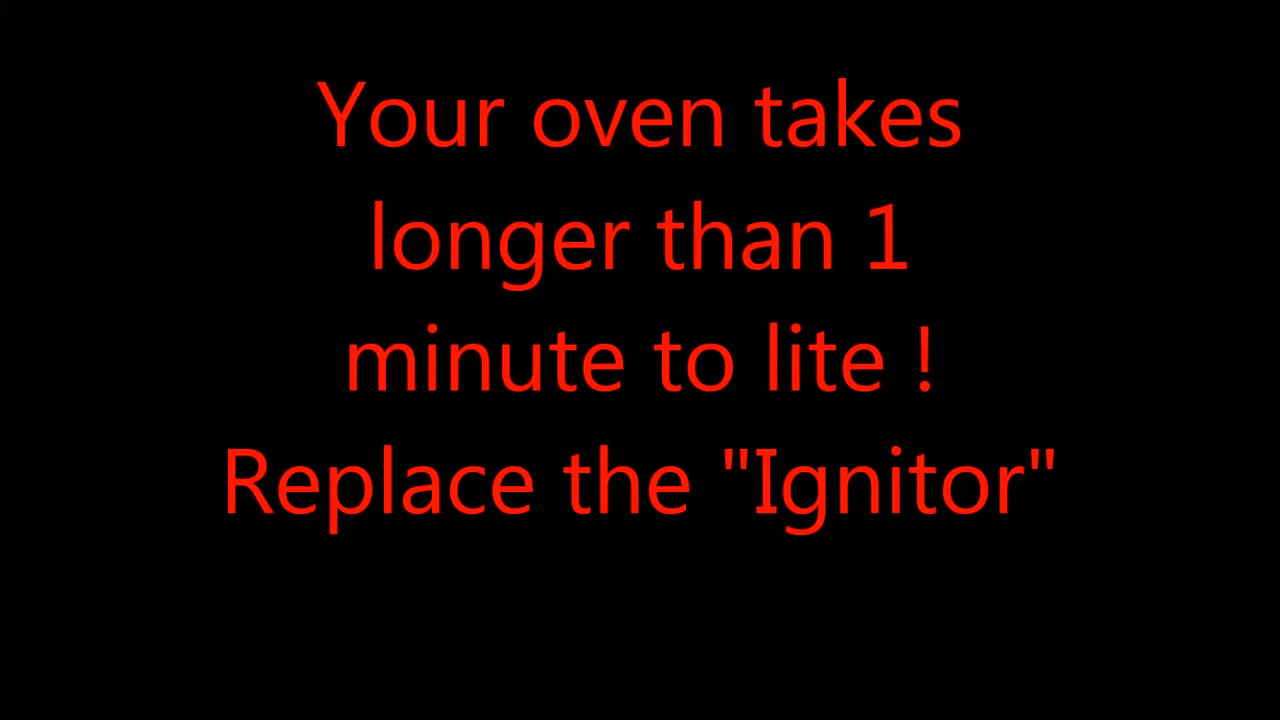 Your oven takes
longer than 1
minute to lite !
Replace the "Ignitor"